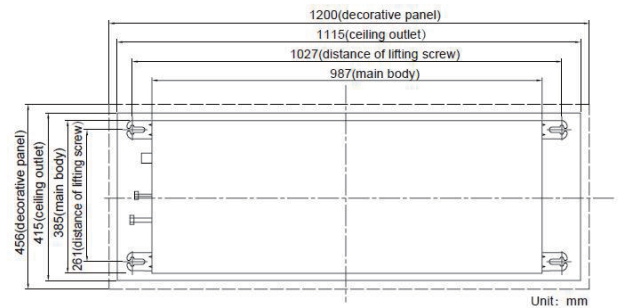 1200(decorative panel)
1115(ceiling outlet)
1027(distance of lifting screw)
987(main body)
456(decorative panel)
415(ceiling outlet)
385(main body)
261(distance of lifting screw)
Unit: mm